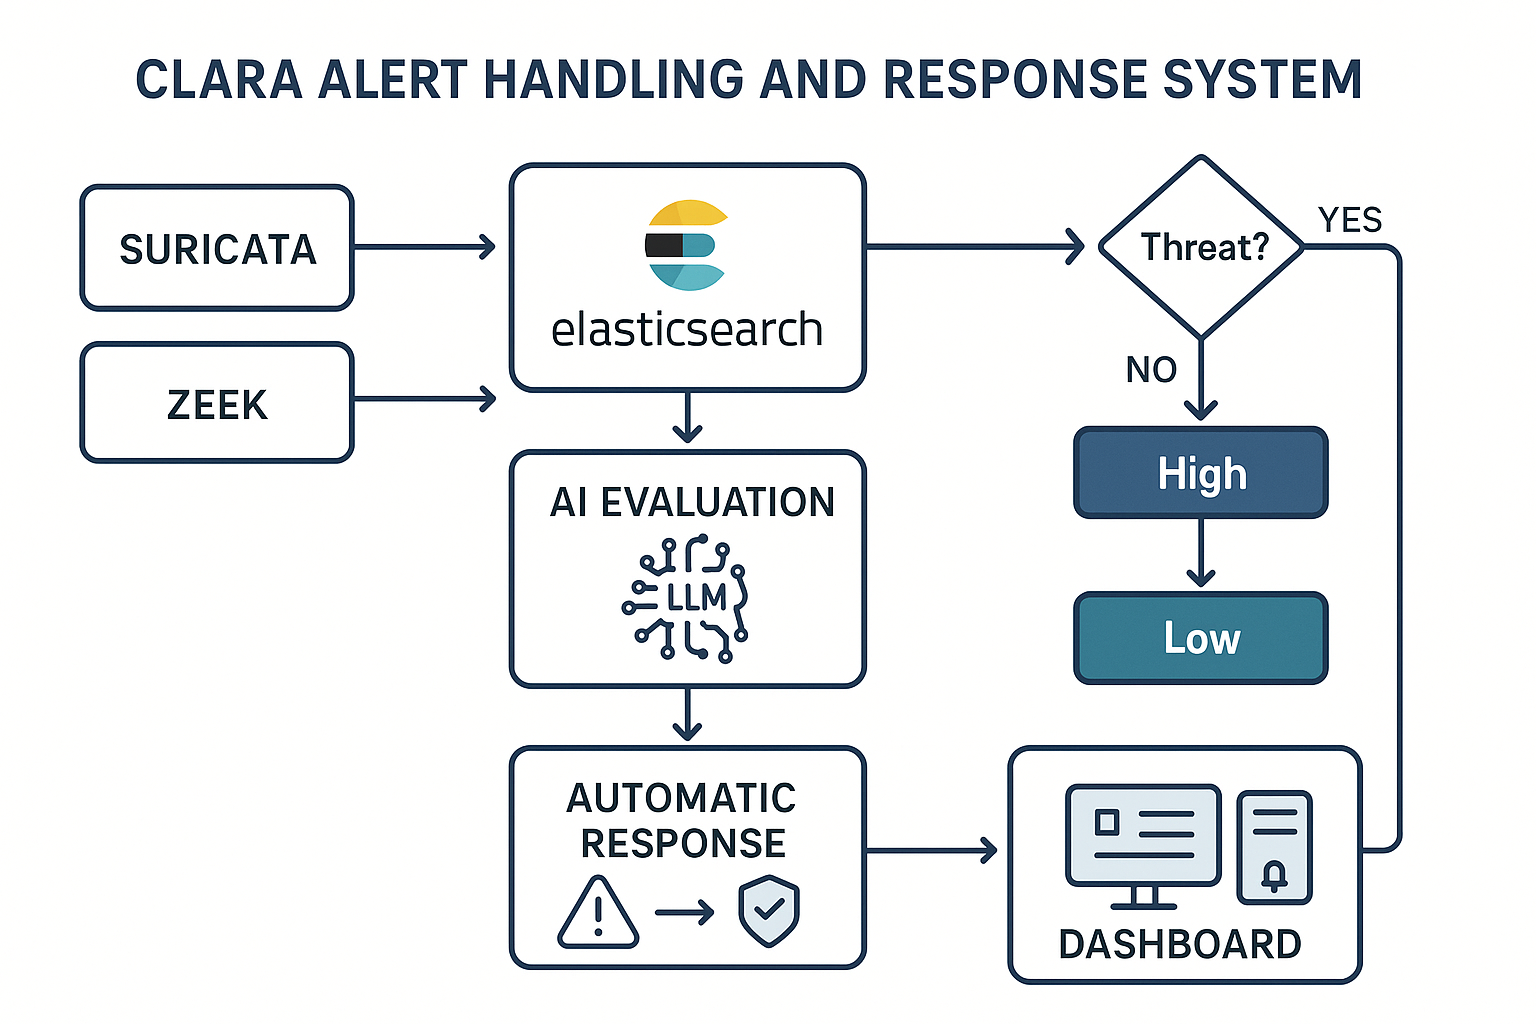 CLARA ALERT HANDLING AND RESPONSE SYSTEM
SURICATA
ZEEK
elasticsearch
Threat?
YES
NO
High
Low
AI EVALUATION
LLM
AUTOMATIC
RESPONSE
DASHBOARD